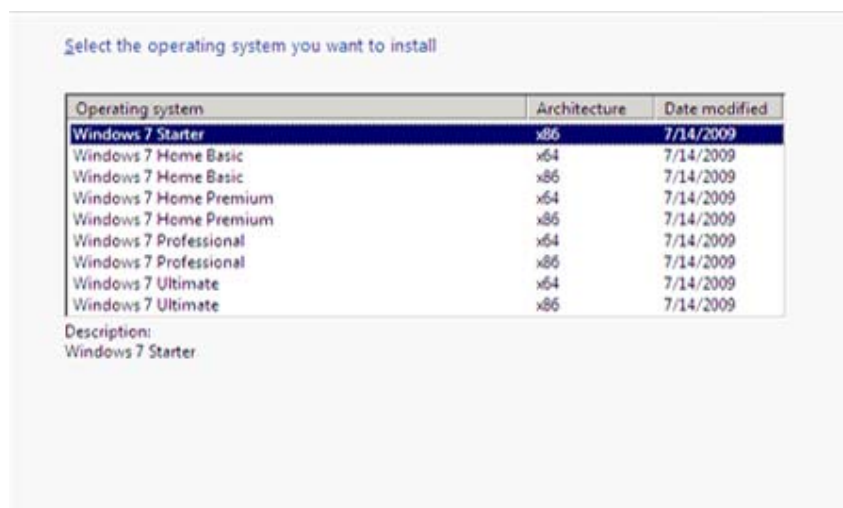 Select the operating system you want to install
Operating system Architecture Date modified
Windows 7 Starter x86 7/14/2009
Windows 7 Home Basic x64 7/14/2009
Windows 7 Home Basic x86 7/14/2009
Windows 7 Home Premium x64 7/14/2009
Windows 7 Home Premium x86 7/14/2009
Windows 7 Professional x64 7/14/2009
Windows 7 Professional x86 7/14/2009
Windows 7 Ultimate x64 7/14/2009
Windows 7 Ultimate x86 7/14/2009
Description:
Windows 7 Starter